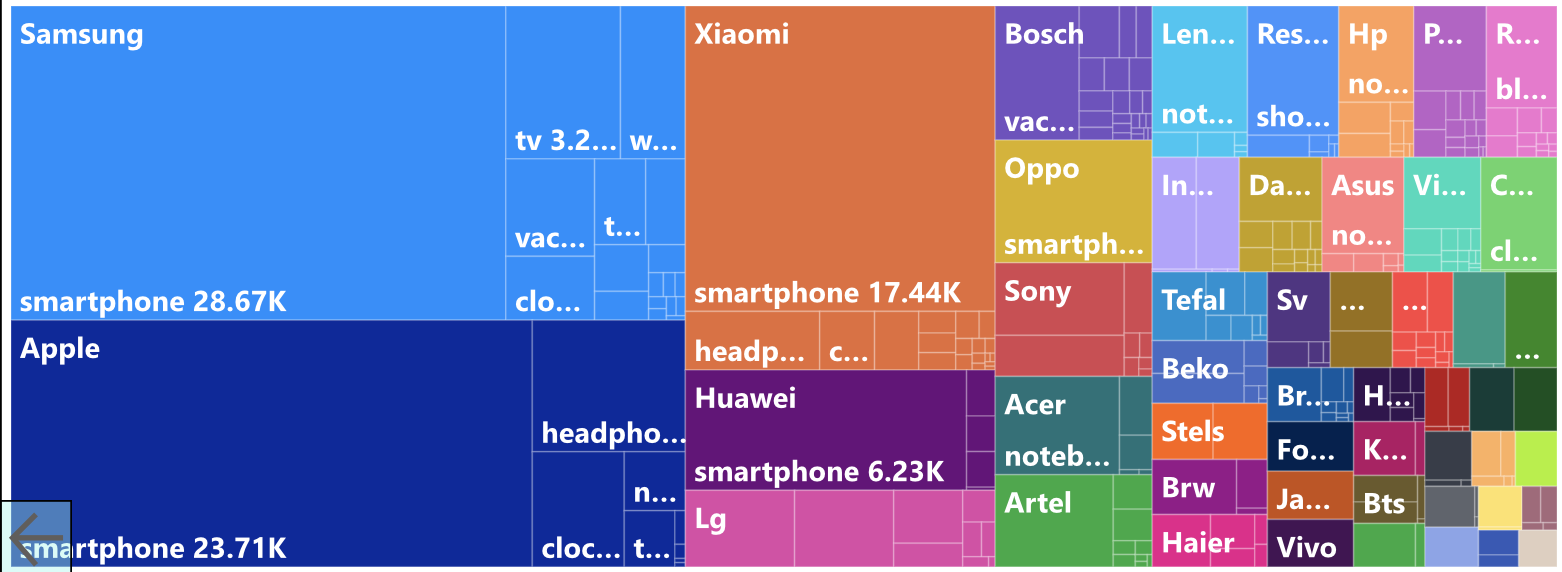 Samsung
tv 3.2...
w...
vac...
t...
clo...
smartphone 28.67K
Apple
headpho...
n...
cloc...
t...
smartphone 23.71K
Xiaomi
smartphone 17.44K
headp...
c...
Huawei
smartphone 6.23K
Lg
Bosch
vac...
Oppo
smartph...
Sony
Acer
noteb...
Artel
Len...
not...
Res...
sho...
Hp
no...
P...
R...
bl...
In...
Da...
Asus
no...
Vi...
C...
cl...
Tefal
Sv
...
...
...
Beko
Stels
Brw
Haier
Br...
H...
Fo...
K...
Ja...
Bts
Vivo